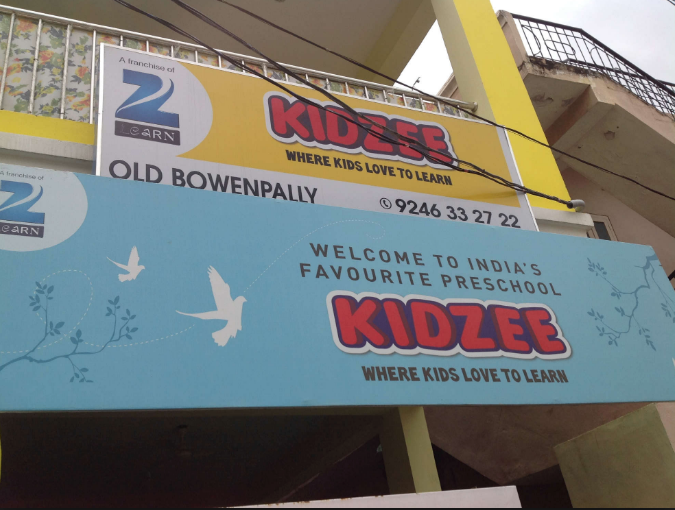 A franchise of
Z
LEARN
KIDZEE
WHERE KIDS LOVE TO LEARN
OLD BOWENPALLY
9246 33 27 22
A franchise of
Z
LEARN
WELCOME TO INDIA'S
FAVOURITE PRESCHOOL
KIDZEE
WHERE KIDS LOVE TO LEARN